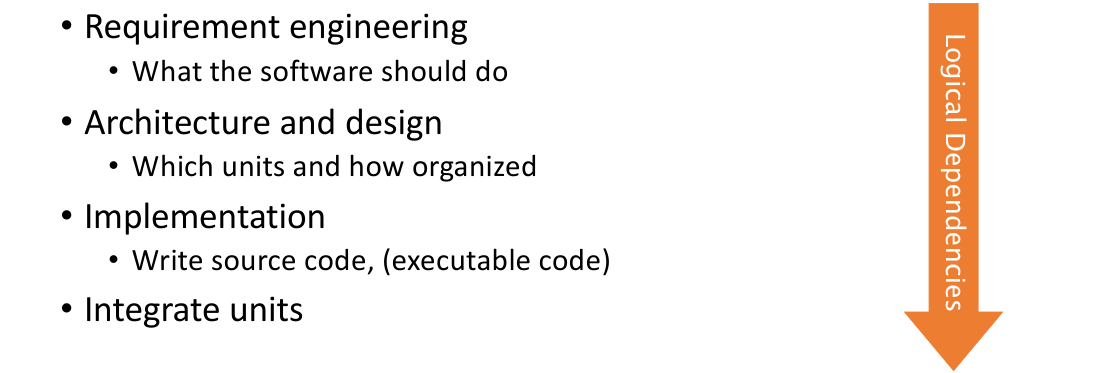 • Requirement engineering
• What the software should do
• Architecture and design
• Which units and how organized
• Implementation
• Write source code, (executable code)
• Integrate units
Logical Dependencies